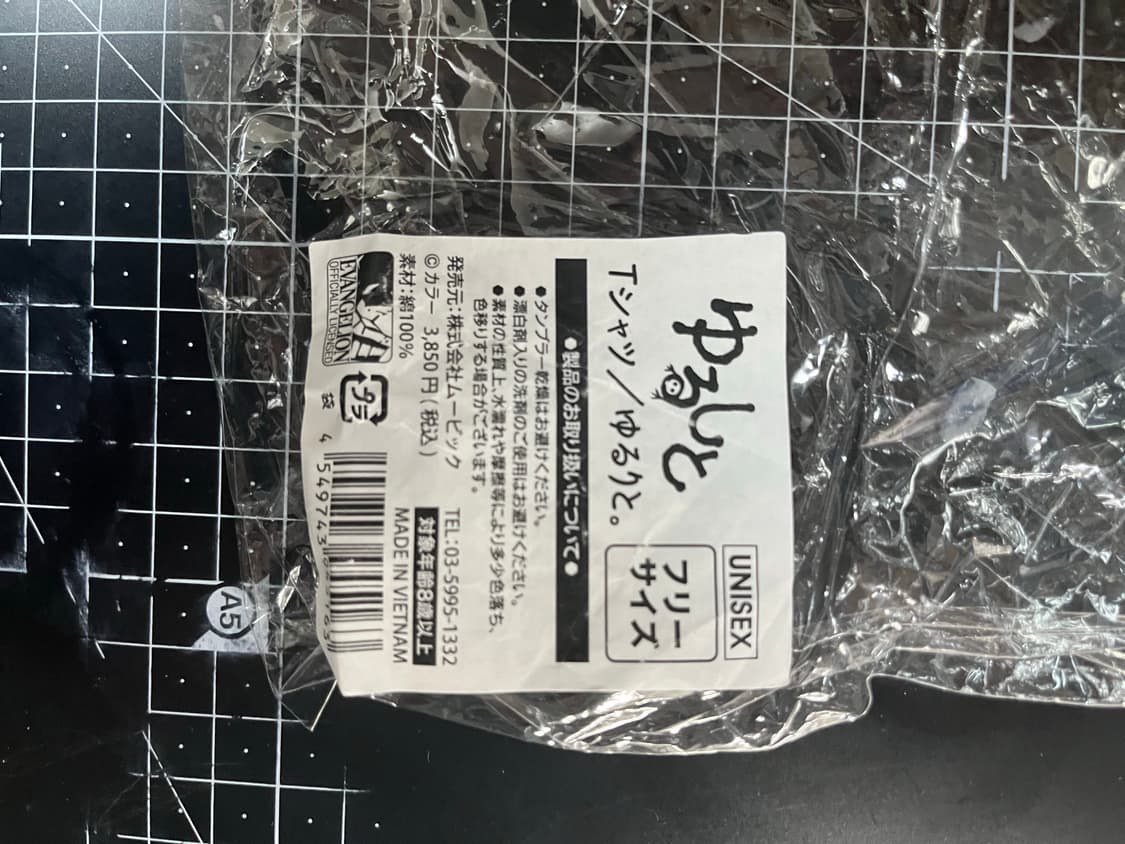 UNISEX
ゆるしと
フリー
サイズ
Tシャツ／ゆるりと。
●製品のお取り扱いについて●
●タンブラー乾燥はお避けください。
●漂白剤入りの洗剤のご使用はお避けください。
●素材の性質上、水濡れや摩擦等により多少色落ち、
色移りする場合がございます。
発売元:株式会社ムービック TEL:03-5995-1332
©カラー 3,850円(税込) 対象年齢8歳以上
素材:綿100% MADE IN VIETNAM
EVANGELION
OFFICIALLY LICENSED
プラ
袋
4 549743
A5